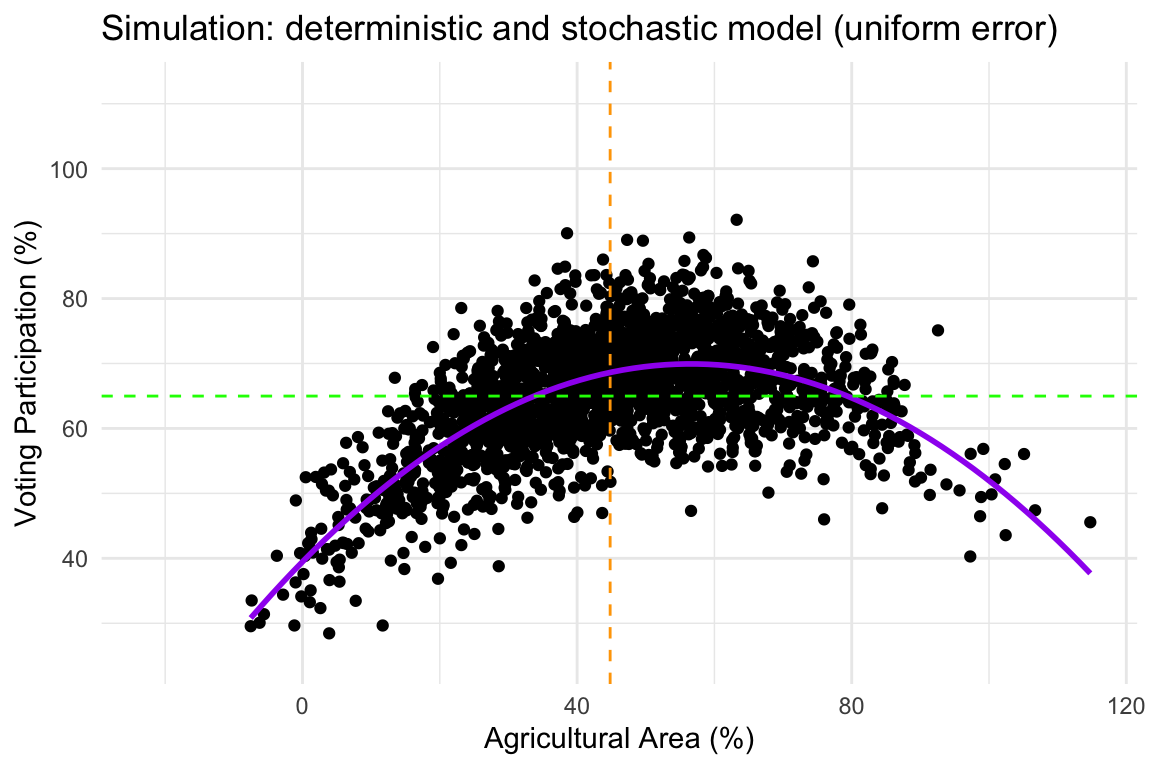 Simulation: deterministic and stochastic model (uniform error)
Voting Participation (%)
100
80
60
40
0
40
80
120
Agricultural Area (%)